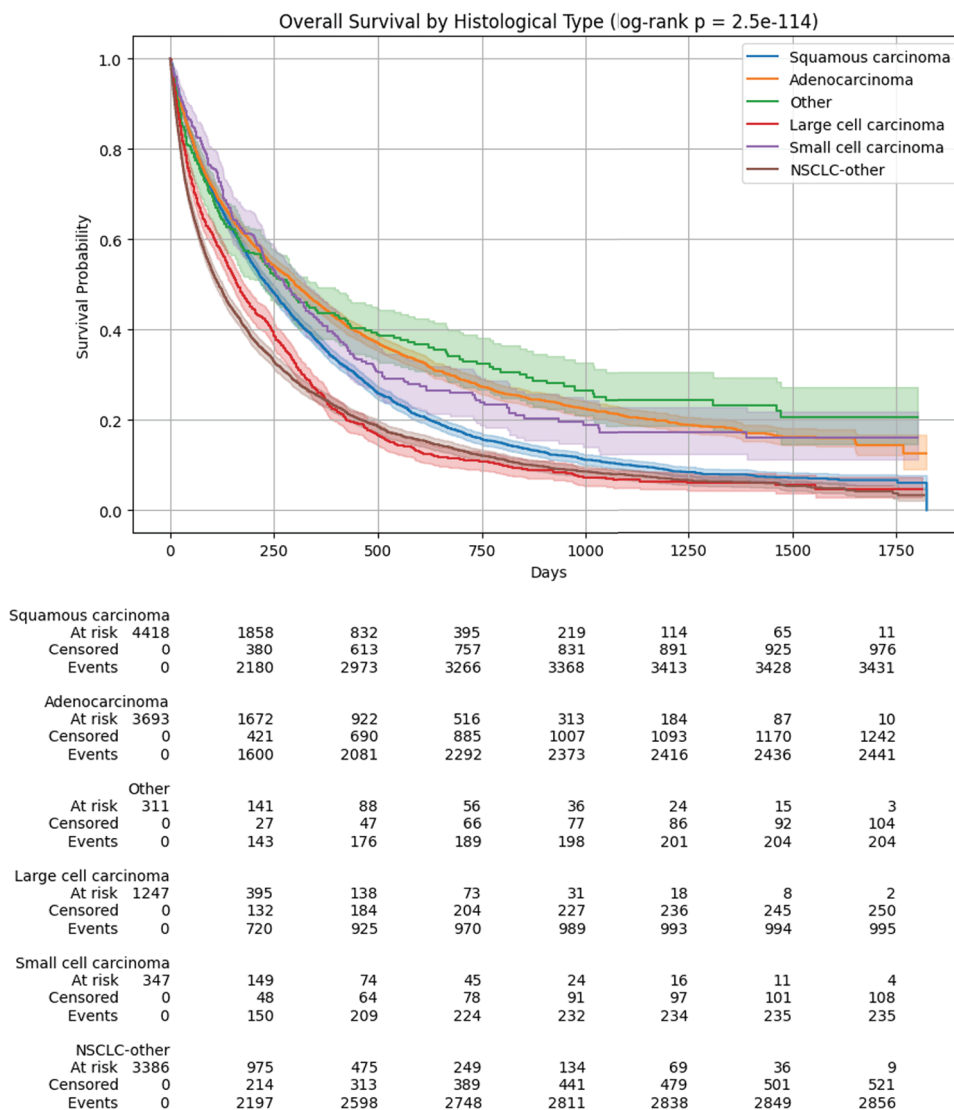 Overall Survival by Histological Type (log-rank p = 2.5e-114)
Squamous carcinoma
Adenocarcinoma
Other
Large cell carcinoma
Small cell carcinoma
NSCLC-other
Survival Probability
1.0
0.8
0.6
0.4
0.2
0.0
0 250 500 750 1000 1250 1500 1750
Days
Squamous carcinoma
At risk 4418 1858 832 395 219 114 65 11
Censored 0 380 613 757 831 891 925 976
Events 0 2180 2973 3266 3368 3413 3428 3431
Adenocarcinoma
At risk 3693 1672 922 516 313 184 87 10
Censored 0 421 690 885 1007 1093 1170 1242
Events 0 1600 2081 2292 2373 2416 2436 2441
Other
At risk 311 141 88 56 36 24 15 3
Censored 0 27 47 66 77 86 92 104
Events 0 143 176 189 198 201 204 204
Large cell carcinoma
At risk 1247 395 138 73 31 18 8 2
Censored 0 132 184 204 227 236 245 250
Events 0 720 925 970 989 993 994 995
Small cell carcinoma
At risk 347 149 74 45 24 16 11 4
Censored 0 48 64 78 91 97 101 108
Events 0 150 209 224 232 234 235 235
NSCLC-other
At risk 3386 975 475 249 134 69 36 9
Censored 0 214 313 389 441 479 501 521
Events 0 2197 2598 2748 2811 2838 2849 2856